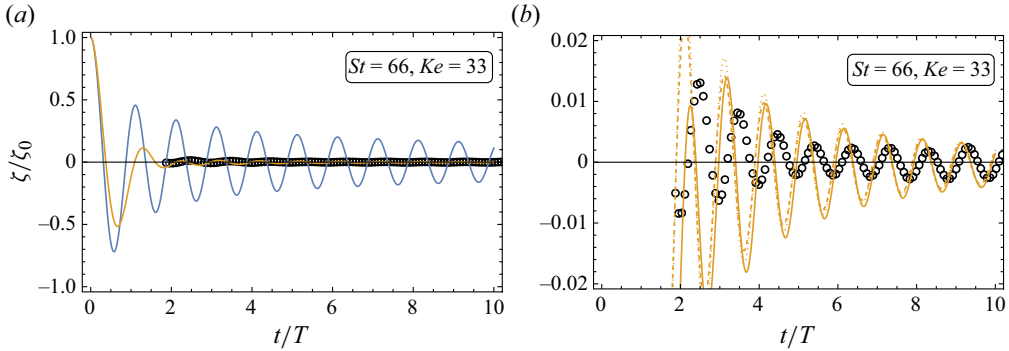 (a)
(b)
1.0
0.5
0
–0.5
–1.0
ζ/ζ0
St = 66, Ke = 33
0 2 4 6 8 10
t/T
0.02
0.01
0
–0.01
–0.02
St = 66, Ke = 33
0 2 4 6 8 10
t/T